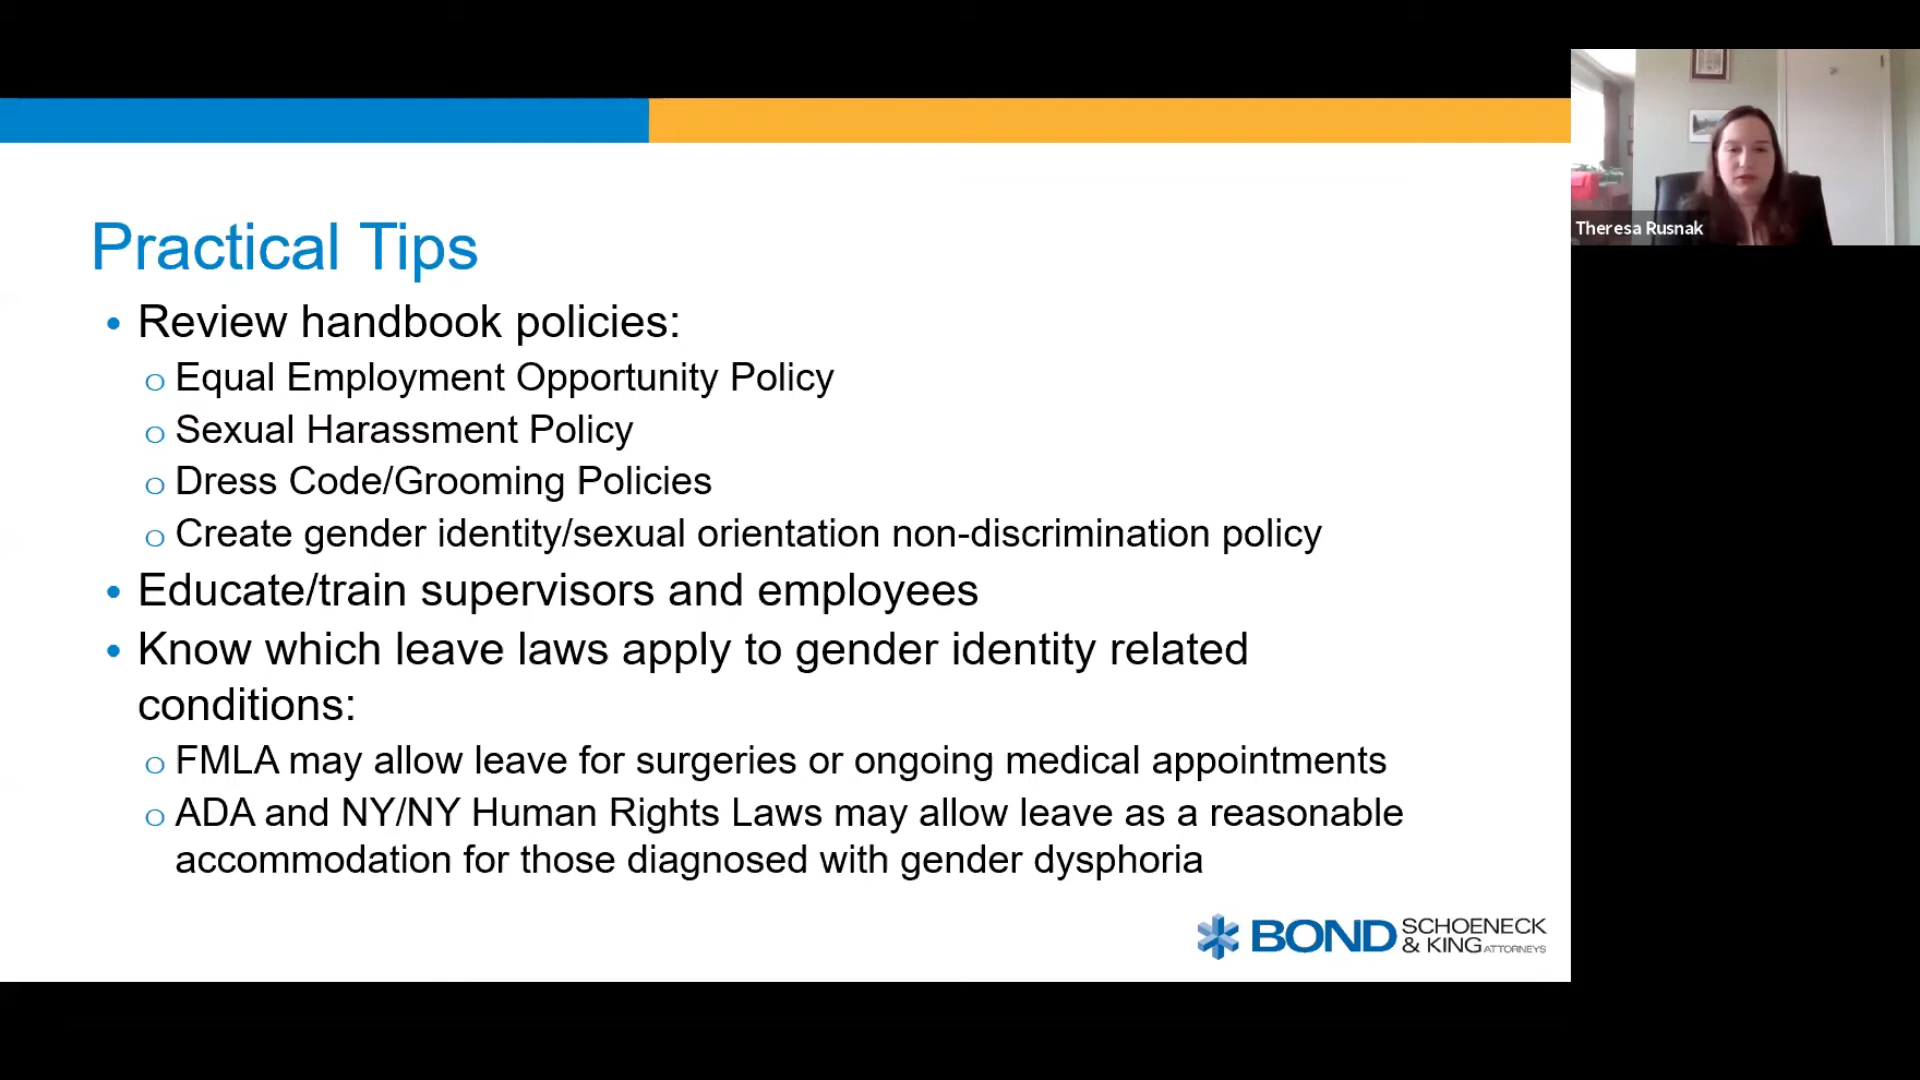 Practical Tips
• Review handbook policies:
o Equal Employment Opportunity Policy
o Sexual Harassment Policy
o Dress Code/Grooming Policies
o Create gender identity/sexual orientation non-discrimination policy
• Educate/train supervisors and employees
• Know which leave laws apply to gender identity related
conditions:
o FMLA may allow leave for surgeries or ongoing medical appointments
o ADA and NY/NY Human Rights Laws may allow leave as a reasonable
accommodation for those diagnosed with gender dysphoria
BOND SCHOENECK
& KING ATTORNEYS
Theresa Rusnak